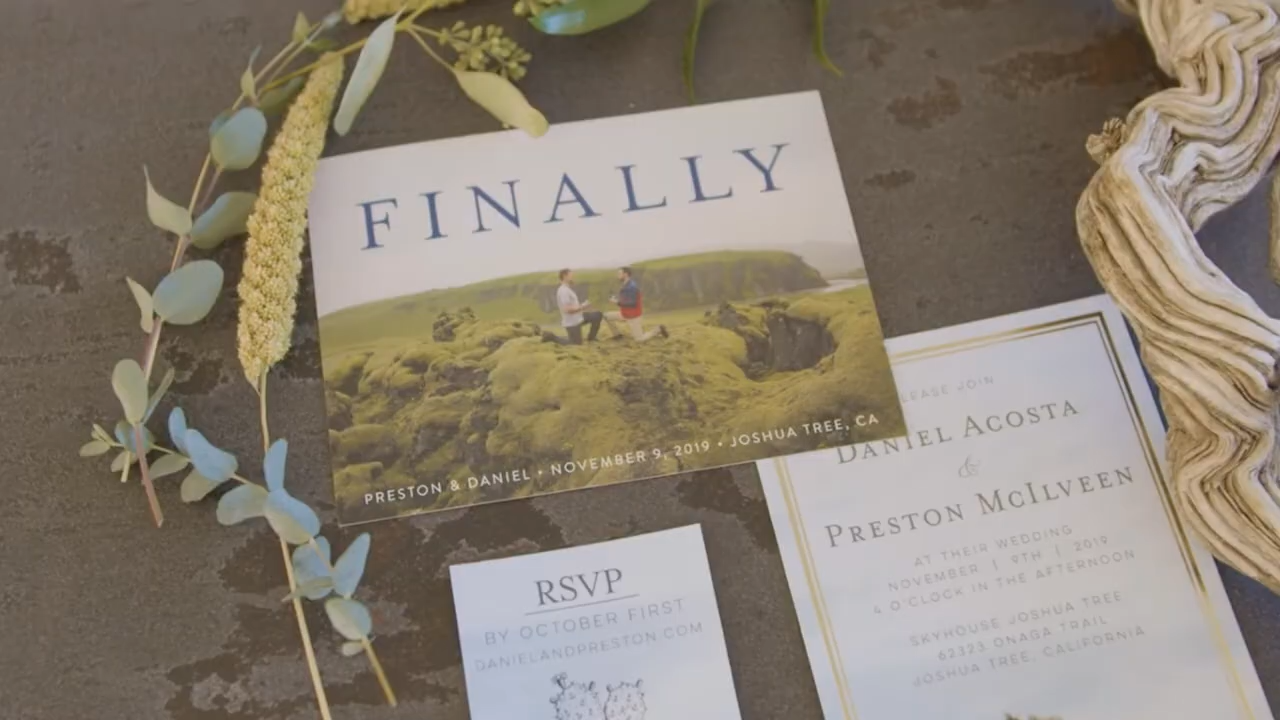 FINALLY
PRESTON & DANIEL • NOVEMBER 9, 2019 • JOSHUA TREE, CA
LEASE JOIN
DANIEL ACOSTA
&
PRESTON MCILVEEN
AT THEIR WEDDING
NOVEMBER | 9TH | 2019
4 O'CLOCK IN THE AFTERNOON
SKYHOUSE JOSHUA TREE
62323 ONAGA TRAIL
JOSHUA TREE, CALIFORNIA
RSVP
BY OCTOBER FIRST
DANIELANDPRESTON.COM